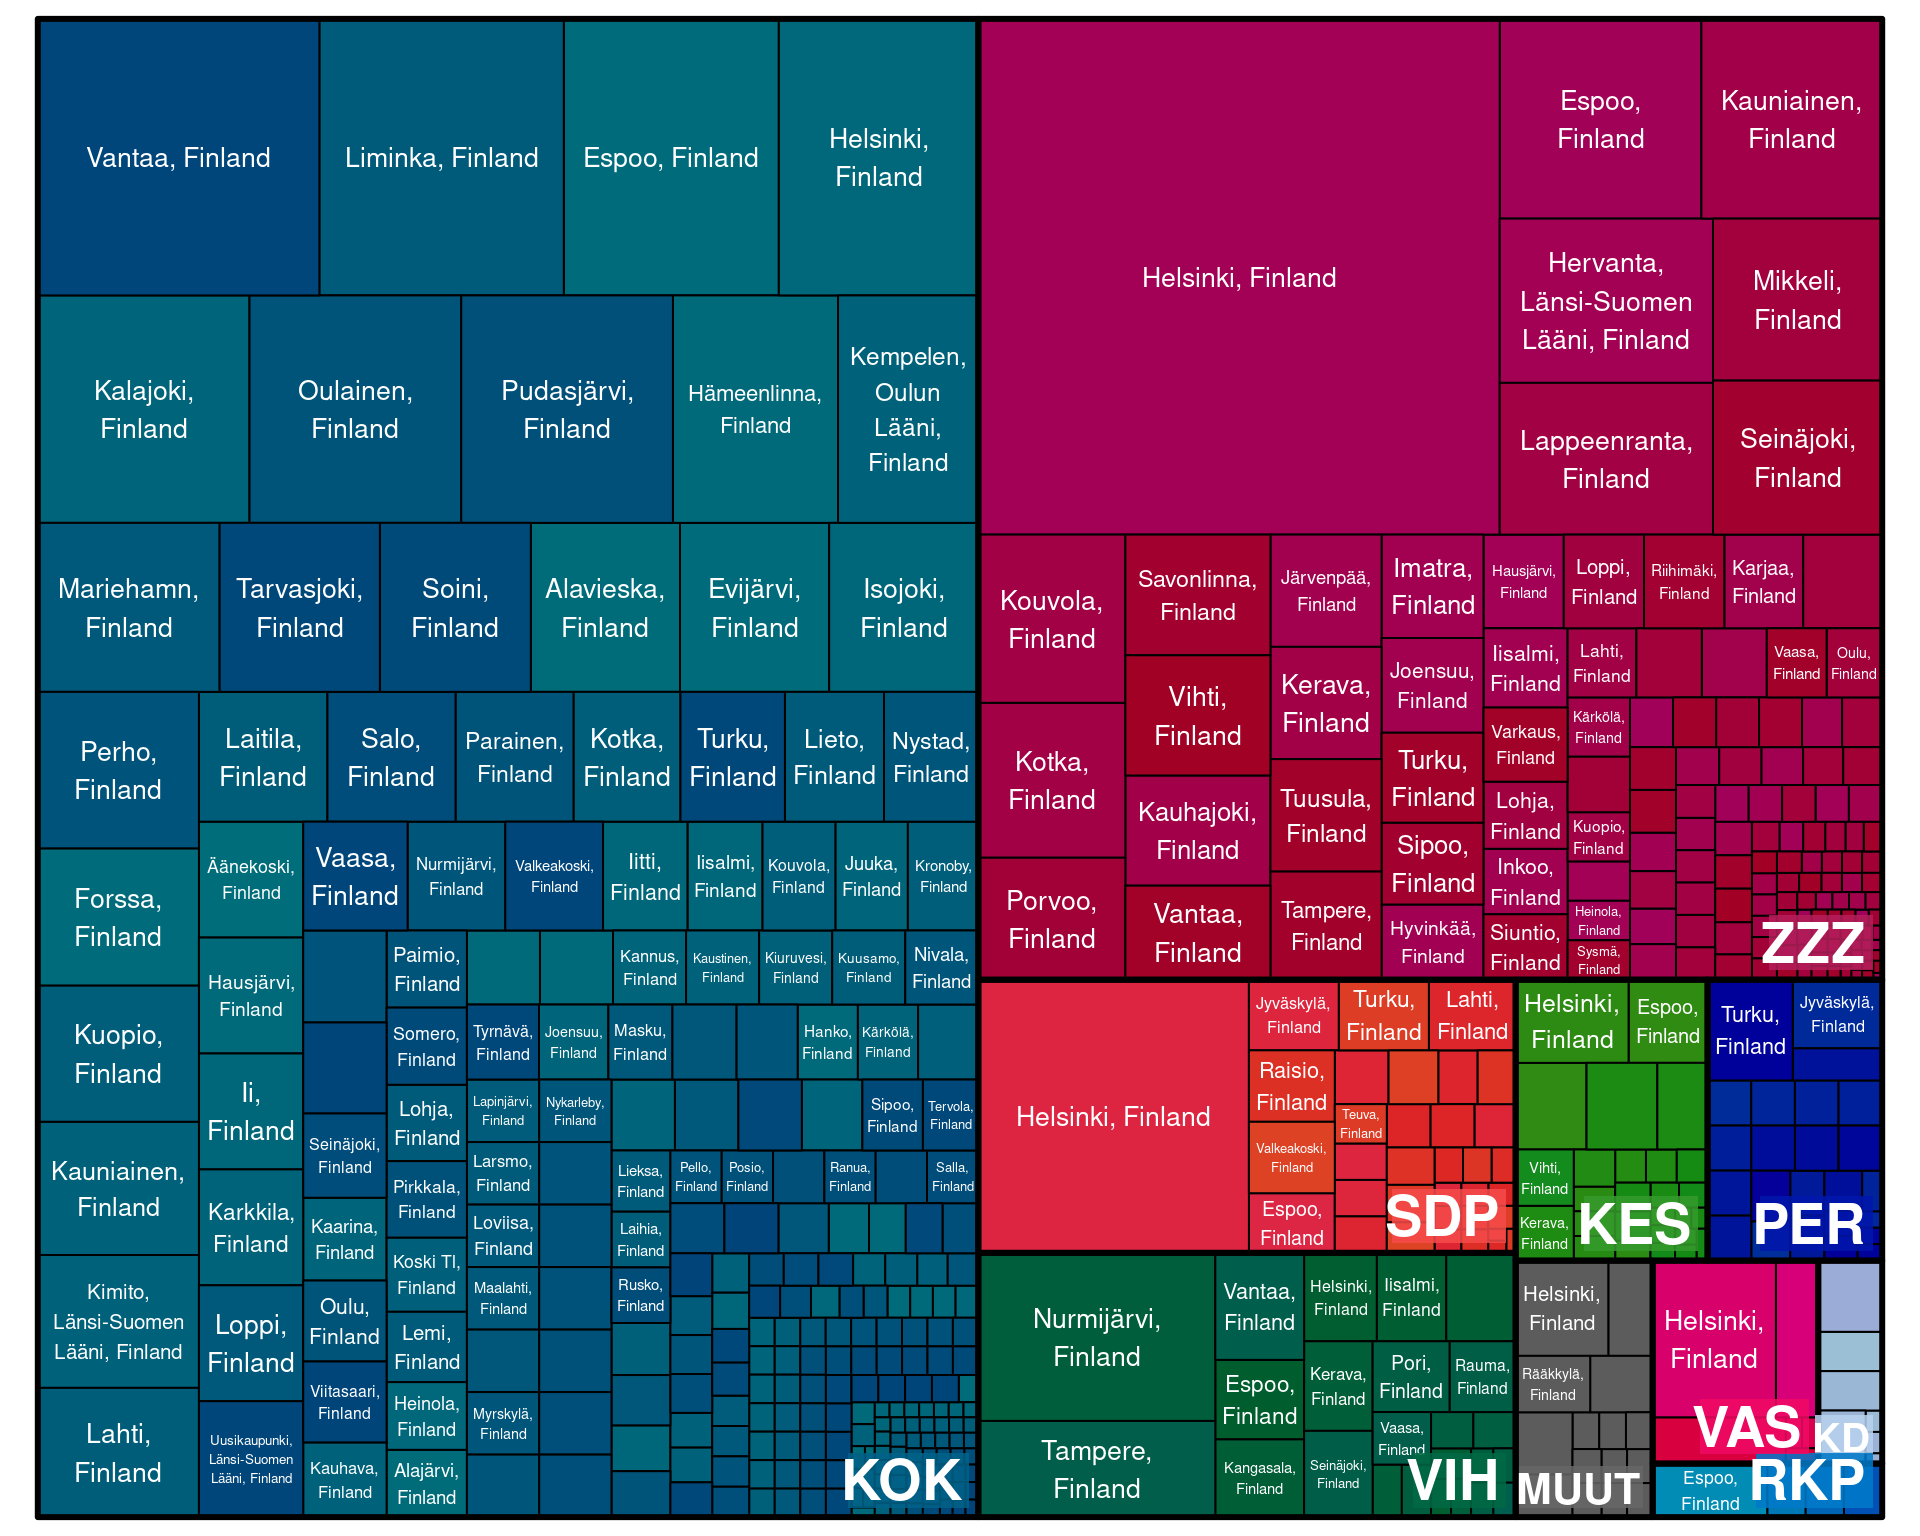 Vantaa, Finland
Liminka, Finland
Espoo, Finland
Helsinki,
Finland
Kalajoki,
Finland
Oulainen,
Finland
Pudasjärvi,
Finland
Hämeenlinna,
Finland
Kempelen,
Oulun
Lääni,
Finland
Mariehamn,
Finland
Tarvasjoki,
Finland
Soini,
Finland
Alavieska,
Finland
Evijärvi,
Finland
Isojoki,
Finland
Perho,
Finland
Forssa,
Finland
Kuopio,
Finland
Kauniainen,
Finland
Kimito,
Länsi-Suomen
Lääni, Finland
Lahti,
Finland
Laitila,
Finland
Salo,
Finland
Parainen,
Finland
Kotka,
Finland
Turku,
Finland
Lieto,
Finland
Nystad,
Finland
Äänekoski,
Finland
Hausjärvi,
Finland
Ii,
Finland
Karkkila,
Finland
Loppi,
Finland
Uusikaupunki,
Länsi-Suomen
Lääni, Finland
Vaasa,
Finland
Nurmijärvi,
Finland
Valkeakoski,
Finland
Iitti,
Finland
Iisalmi,
Finland
Kouvola,
Finland
Juuka,
Finland
Kronoby,
Finland
Seinäjoki,
Finland
Kaarina,
Finland
Oulu,
Finland
Viitasaari,
Finland
Kauhava,
Finland
Paimio,
Finland
Somero,
Finland
Lohja,
Finland
Pirkkala,
Finland
Koski Tl,
Finland
Lemi,
Finland
Heinola,
Finland
Alajärvi,
Finland
Kannus,
Finland
Kaustinen,
Finland
Kiuruvesi,
Finland
Kuusamo,
Finland
Nivala,
Finland
Tyrnävä,
Finland
Joensuu,
Finland
Masku,
Finland
Hanko,
Finland
Kärkölä,
Finland
Lapinjärvi,
Finland
Nykarleby,
Finland
Sipoo,
Finland
Tervola,
Finland
Larsmo,
Finland
Loviisa,
Finland
Maalahti,
Finland
Myrskylä,
Finland
Lieksa,
Finland
Laihia,
Finland
Rusko,
Finland
Pello,
Finland
Posio,
Finland
Ranua,
Finland
Salla,
Finland
KOK
Helsinki, Finland
Espoo,
Finland
Kauniainen,
Finland
Hervanta,
Länsi-Suomen
Lääni, Finland
Mikkeli,
Finland
Lappeenranta,
Finland
Seinäjoki,
Finland
Kouvola,
Finland
Kotka,
Finland
Porvoo,
Finland
Savonlinna,
Finland
Vihti,
Finland
Kauhajoki,
Finland
Vantaa,
Finland
Järvenpää,
Finland
Kerava,
Finland
Tuusula,
Finland
Tampere,
Finland
Imatra,
Finland
Joensuu,
Finland
Turku,
Finland
Sipoo,
Finland
Hyvinkää,
Finland
Hausjärvi,
Finland
Loppi,
Finland
Riihimäki,
Finland
Karjaa,
Finland
Iisalmi,
Finland
Lahti,
Finland
Vaasa,
Finland
Oulu,
Finland
Varkaus,
Finland
Kärkölä,
Finland
Lohja,
Finland
Kuopio,
Finland
Inkoo,
Finland
Heinola,
Finland
Siuntio,
Finland
Sysmä,
Finland
ZZZ
Helsinki, Finland
Jyväskylä,
Finland
Turku,
Finland
Lahti,
Finland
Raisio,
Finland
Teuva,
Finland
Valkeakoski,
Finland
Espoo,
Finland
SDP
Helsinki,
Finland
Espoo,
Finland
Vihti,
Finland
Kerava,
Finland
KES
Turku,
Finland
Jyväskylä,
Finland
PER
Nurmijärvi,
Finland
Tampere,
Finland
Vantaa,
Finland
Espoo,
Finland
Kangasala,
Finland
Helsinki,
Finland
Iisalmi,
Finland
Kerava,
Finland
Pori,
Finland
Rauma,
Finland
Vaasa,
Finland
Seinäjoki,
Finland
VIH
Helsinki,
Finland
Rääkkylä,
Finland
MUUT
Helsinki,
Finland
VAS
KD
Espoo,
Finland
RKP